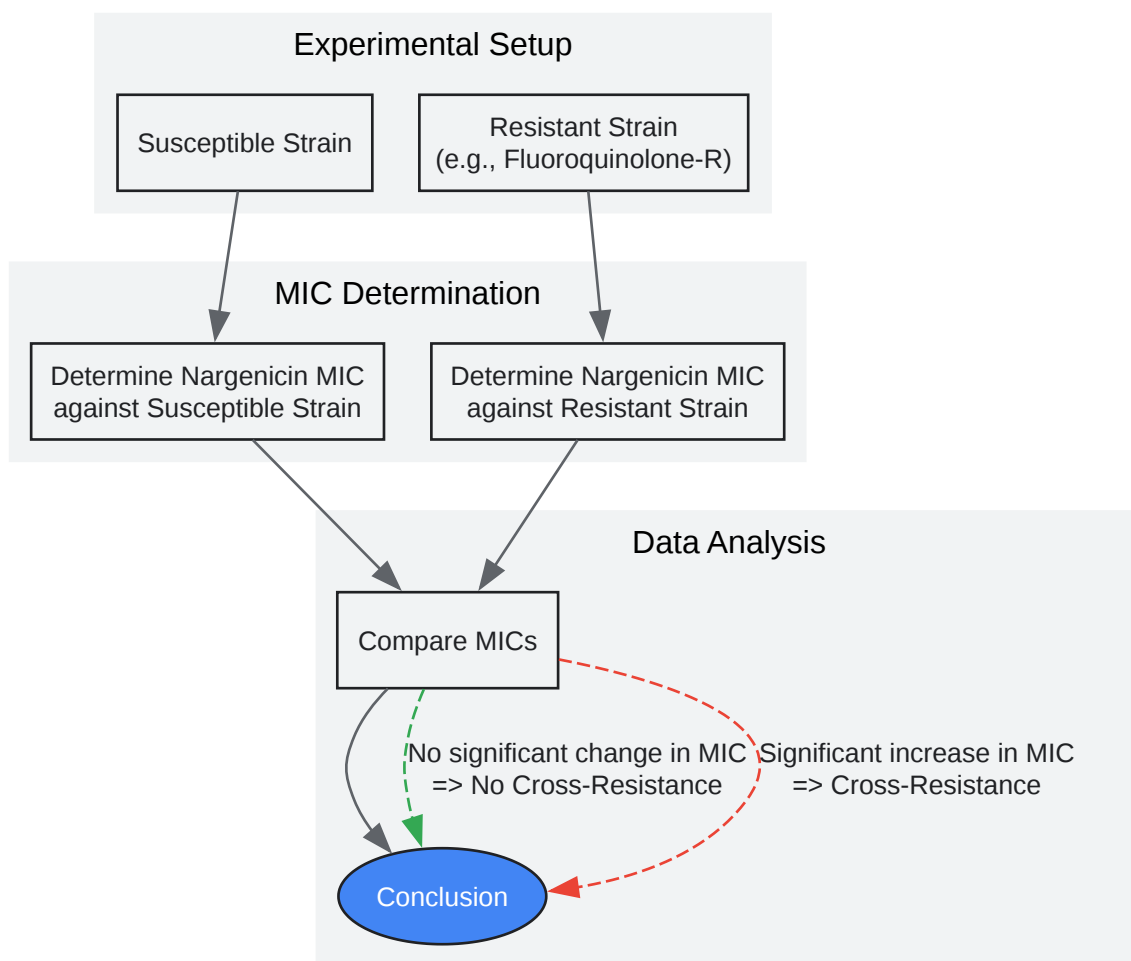 Experimental Setup
Susceptible Strain
Resistant Strain
(e.g., Fluoroquinolone-R)
MIC Determination
Determine Nargenicin MIC
against Susceptible Strain
Determine Nargenicin MIC
against Resistant Strain
Data Analysis
Compare MICs
No significant change in MIC
=> No Cross-Resistance
Significant increase in MIC
=> Cross-Resistance
Conclusion